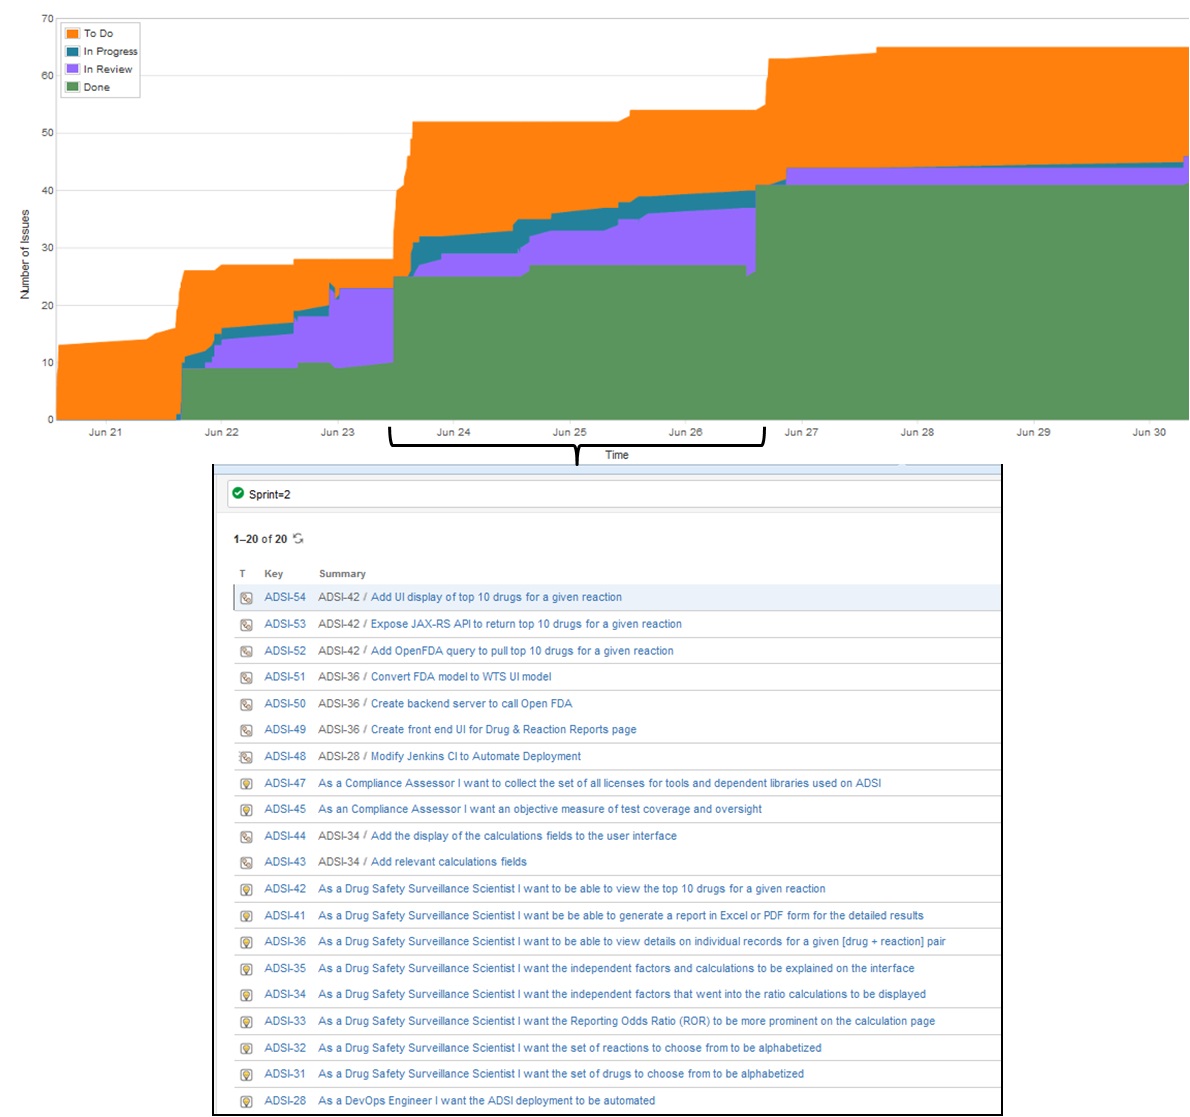 70
To Do
In Progress
In Review
Done
60
50
40
30
20
10
0
Number of Issues
Jun 21 Jun 22 Jun 23 Jun 24 Jun 25 Jun 26 Jun 27 Jun 28 Jun 29 Jun 30
Time
Sprint=2
1–20 of 20
T Key Summary
ADSI-54 ADSI-42 / Add UI display of top 10 drugs for a given reaction
ADSI-53 ADSI-42 / Expose JAX-RS API to return top 10 drugs for a given reaction
ADSI-52 ADSI-42 / Add OpenFDA query to pull top 10 drugs for a given reaction
ADSI-51 ADSI-36 / Convert FDA model to WTS UI model
ADSI-50 ADSI-36 / Create backend server to call Open FDA
ADSI-49 ADSI-36 / Create front end UI for Drug & Reaction Reports page
ADSI-48 ADSI-28 / Modify Jenkins CI to Automate Deployment
ADSI-47 As a Compliance Assessor I want to collect the set of all licenses for tools and dependent libraries used on ADSI
ADSI-45 As an Compliance Assessor I want an objective measure of test coverage and oversight
ADSI-44 ADSI-34 / Add the display of the calculations fields to the user interface
ADSI-43 ADSI-34 / Add relevant calculations fields
ADSI-42 As a Drug Safety Surveillance Scientist I want to be able to view the top 10 drugs for a given reaction
ADSI-41 As a Drug Safety Surveillance Scientist I want be be able to generate a report in Excel or PDF form for the detailed results
ADSI-36 As a Drug Safety Surveillance Scientist I want to be able to view details on individual records for a given [drug + reaction] pair
ADSI-35 As a Drug Safety Surveillance Scientist I want the independent factors and calculations to be explained on the interface
ADSI-34 As a Drug Safety Surveillance Scientist I want the independent factors that went into the ratio calculations to be displayed
ADSI-33 As a Drug Safety Surveillance Scientist I want the Reporting Odds Ratio (ROR) to be more prominent on the calculation page
ADSI-32 As a Drug Safety Surveillance Scientist I want the set of reactions to choose from to be alphabetized
ADSI-31 As a Drug Safety Surveillance Scientist I want the set of drugs to choose from to be alphabetized
ADSI-28 As a DevOps Engineer I want the ADSI deployment to be automated